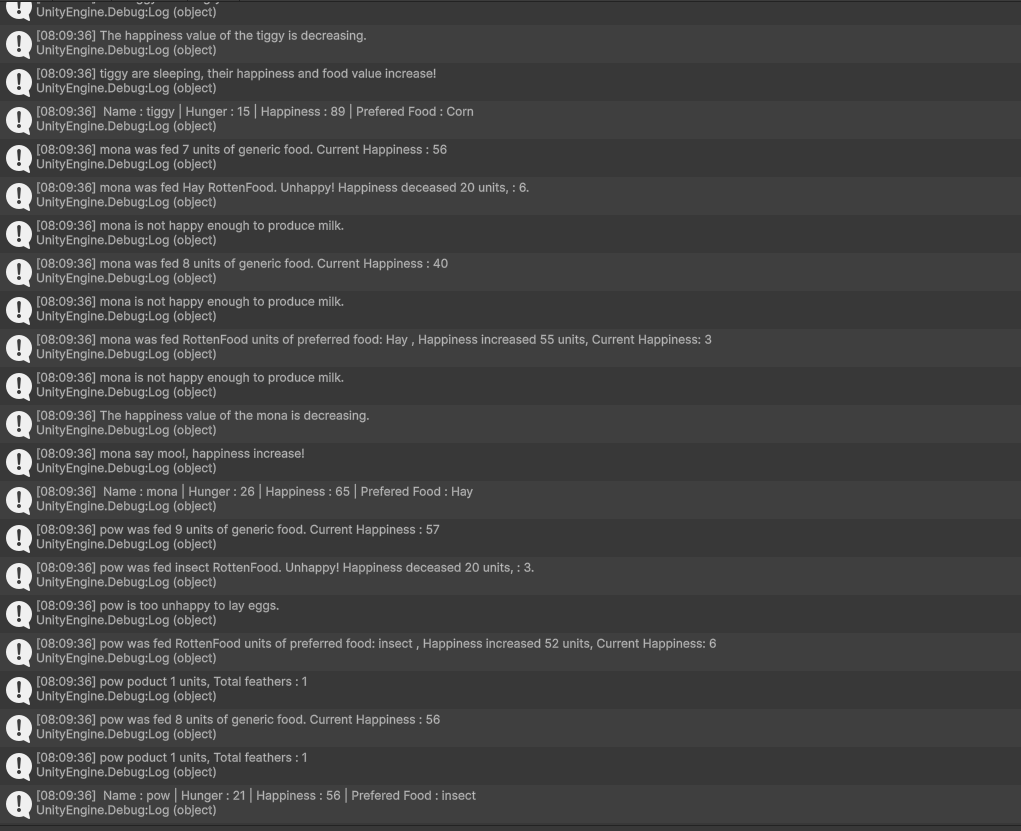 UnityEngine.Debug:Log (object)
[08:09:36] The happiness value of the tiggy is decreasing.
UnityEngine.Debug:Log (object)
[08:09:36] tiggy are sleeping, their happiness and food value increase!
UnityEngine.Debug:Log (object)
[08:09:36]  Name : tiggy | Hunger : 15 | Happiness : 89 | Prefered Food : Corn
UnityEngine.Debug:Log (object)
[08:09:36] mona was fed 7 units of generic food. Current Happiness : 56
UnityEngine.Debug:Log (object)
[08:09:36] mona was fed Hay RottenFood. Unhappy! Happiness deceased 20 units, : 6.
UnityEngine.Debug:Log (object)
[08:09:36] mona is not happy enough to produce milk.
UnityEngine.Debug:Log (object)
[08:09:36] mona was fed 8 units of generic food. Current Happiness : 40
UnityEngine.Debug:Log (object)
[08:09:36] mona is not happy enough to produce milk.
UnityEngine.Debug:Log (object)
[08:09:36] mona was fed RottenFood units of preferred food: Hay , Happiness increased 55 units, Current Happiness: 3
UnityEngine.Debug:Log (object)
[08:09:36] mona is not happy enough to produce milk.
UnityEngine.Debug:Log (object)
[08:09:36] The happiness value of the mona is decreasing.
UnityEngine.Debug:Log (object)
[08:09:36] mona say moo!, happiness increase!
UnityEngine.Debug:Log (object)
[08:09:36]  Name : mona | Hunger : 26 | Happiness : 65 | Prefered Food : Hay
UnityEngine.Debug:Log (object)
[08:09:36] pow was fed 9 units of generic food. Current Happiness : 57
UnityEngine.Debug:Log (object)
[08:09:36] pow was fed insect RottenFood. Unhappy! Happiness deceased 20 units, : 3.
UnityEngine.Debug:Log (object)
[08:09:36] pow is too unhappy to lay eggs.
UnityEngine.Debug:Log (object)
[08:09:36] pow was fed RottenFood units of preferred food: insect , Happiness increased 52 units, Current Happiness: 6
UnityEngine.Debug:Log (object)
[08:09:36] pow poduct 1 units, Total feathers : 1
UnityEngine.Debug:Log (object)
[08:09:36] pow was fed 8 units of generic food. Current Happiness : 56
UnityEngine.Debug:Log (object)
[08:09:36] pow poduct 1 units, Total feathers : 1
UnityEngine.Debug:Log (object)
[08:09:36]  Name : pow | Hunger : 21 | Happiness : 56 | Prefered Food : insect
UnityEngine.Debug:Log (object)